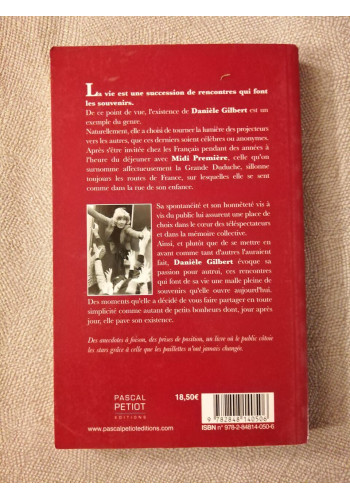 La vie est une succession de rencontres qui font
les souvenirs.
De ce point de vue, l'existence de Danièle Gilbert est un
exemple du genre.
Naturellement, elle a choisi de tourner la lumière des projecteurs
vers les autres, que ces derniers soient célèbres ou anonymes.
Après s'être invitée chez les Français pendant des années à
l'heure du déjeuner avec Midi Première, celle qu'on
surnomme affectueusement la Grande Duduche, sillonne
toujours les routes de France, sur lesquelles elle se sent
comme dans la rue de son enfance.
Sa spontanéité et son honnêteté vis à
vis du public lui assurent une place de
choix dans le cœur des téléspectateurs
et dans la mémoire collective.
Ainsi, et plutôt que de se mettre en
avant comme tant d'autres l'auraient
fait, Danièle Gilbert évoque sa
passion pour autrui, ces rencontres
qui font de sa vie une malle pleine de
souvenirs qu'elle ouvre aujourd'hui.
Des moments qu'elle a décidé de vous faire partager en toute
simplicité comme autant de petits bonheurs dont, jour après
jour, elle pave son existence.
Des anecdotes à foison, des prises de position, un livre où le public côtoie
les stars grâce à celle que les paillettes n'ont jamais changée.
PASCAL
PETIOT
EDITIONS
www.pascalpetioteditions.com
18,50€
9 782848 140506
ISBN n° 978-2-84814-050-6